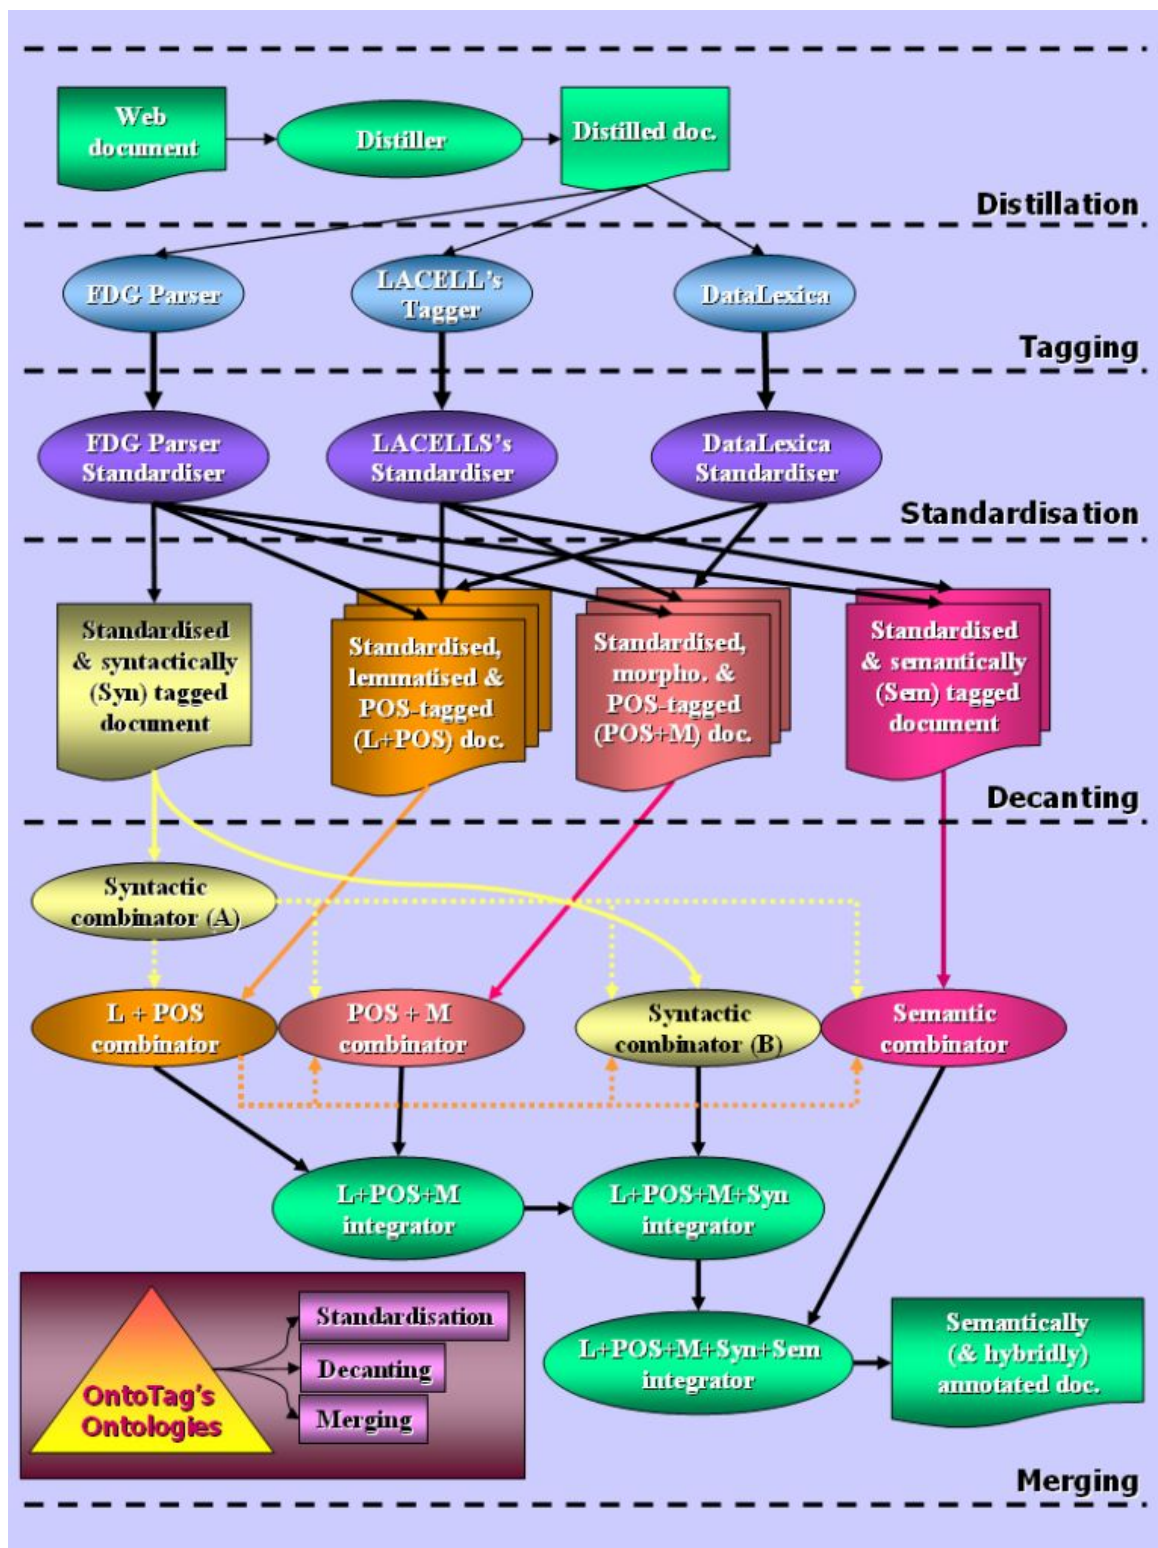 Web
document
Distiller
Distilled doc.
Distillation
FDG Parser
LACELL's
Tagger
DataLexica
Tagging
FDG Parser
Standardiser
LACELLS's
Standardiser
DataLexica
Standardiser
Standardisation
Standardised
& syntactically
(Syn) tagged
document
Standardised,
lemmatised &
POS-tagged
(L+POS) doc.
Standardised,
morpho. &
POS-tagged
(POS+M) doc.
Standardised
& semantically
(Sem) tagged
document
Decanting
Syntactic
combinator (A)
L + POS
combinator
POS + M
combinator
Syntactic
combinator (B)
Semantic
combinator
L+POS+M
integrator
L+POS+M+Syn
integrator
L+POS+M+Syn+Sem
integrator
Semantically
(& hybridly)
annotated doc.
OntoTag's
Ontologies
Standardisation
Decanting
Merging
Merging